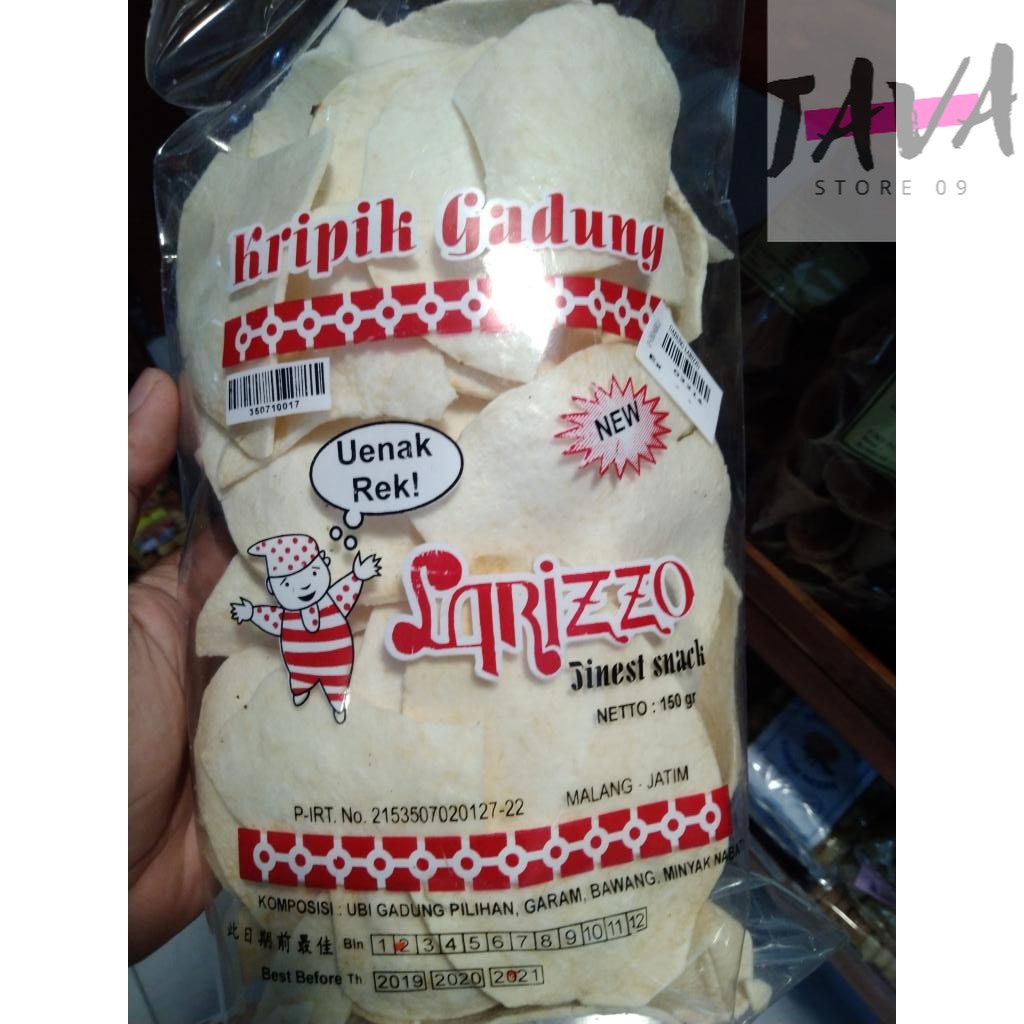 JAVA
STORE 09
Kripik Gadung
350710017
NEW
Uenak
Rek!
LARIZZO
Finest snack
NETTO : 150 gr
MALANG - JATIM
P-IRT. No. 2153507020127-22
KOMPOSISI : UBI GADUNG PILIHAN, GARAM, BAWANG. MINYAK NABATI
此日期前最佳 Bln 1 2 3 4 5 6 7 8 9 10 11 12
Best Before Th 2019 2020 2021